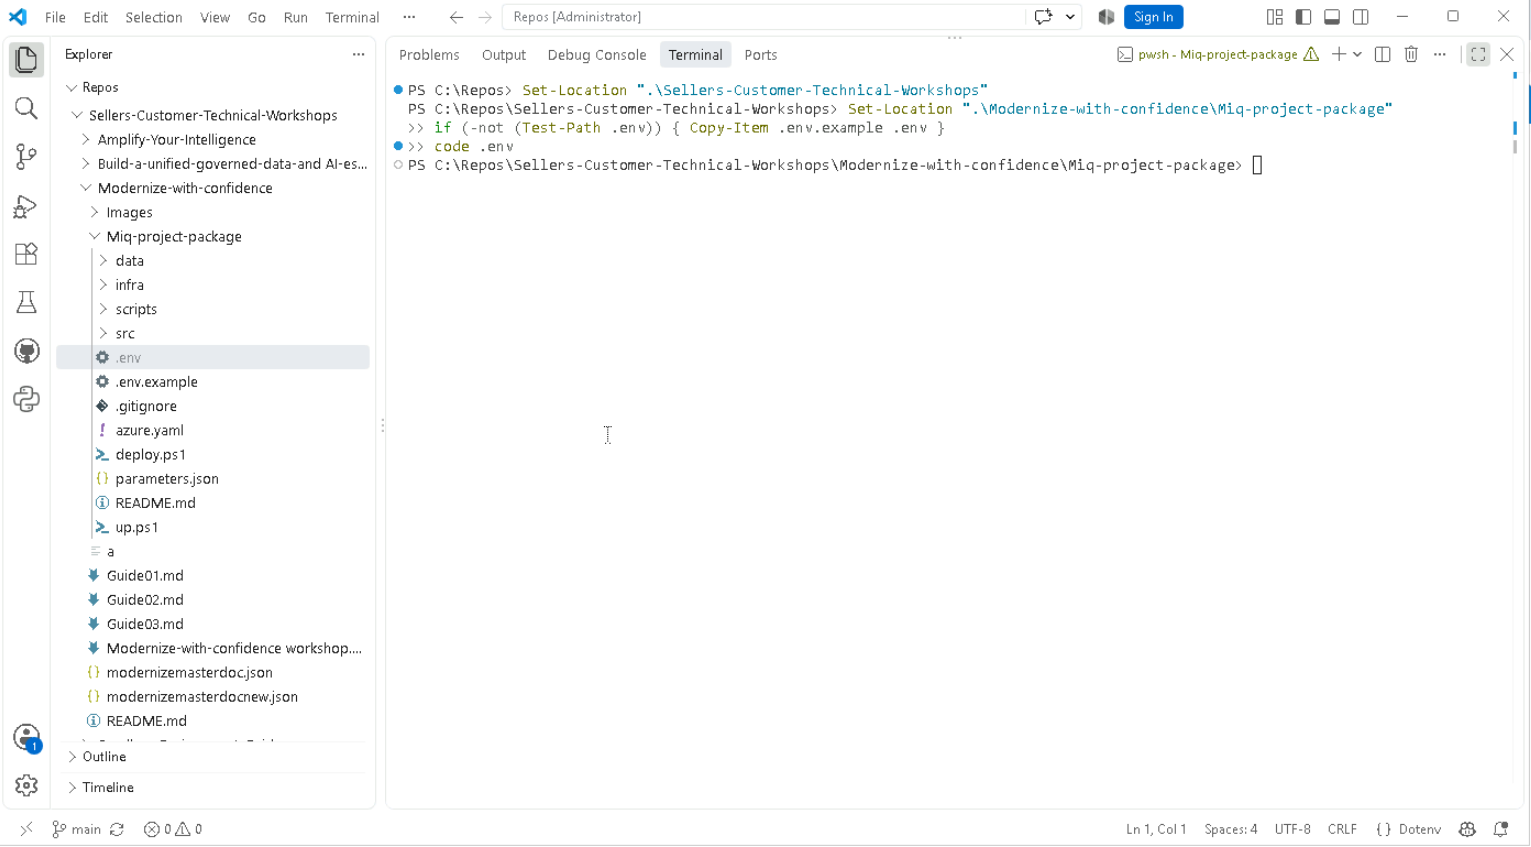 File Edit Selection View Go Run Terminal ··· Repos [Administrator] Sign In
Explorer ···
Problems Output Debug Console Terminal Ports pwsh - Miq-project-package ···
Repos
Sellers-Customer-Technical-Workshops
Amplify-Your-Intelligence
Build-a-unified-governed-data-and AI-es...
Modernize-with-confidence
Images
Miq-project-package
data
infra
scripts
src
.env
.env.example
.gitignore
! azure.yaml
deploy.ps1
{} parameters.json
README.md
up.ps1
a
Guide01.md
Guide02.md
Guide03.md
Modernize-with-confidence workshop....
{} modernizemasterdoc.json
{} modernizemasterdocnew.json
README.md
Outline
Timeline
1
PS C:\Repos> Set-Location ".\Sellers-Customer-Technical-Workshops"
PS C:\Repos\Sellers-Customer-Technical-Workshops> Set-Location ".\Modernize-with-confidence\Miq-project-package"
>> if (-not (Test-Path .env)) { Copy-Item .env.example .env }
>> code .env
PS C:\Repos\Sellers-Customer-Technical-Workshops\Modernize-with-confidence\Miq-project-package>
main 0 0 Ln 1, Col 1 Spaces: 4 UTF-8 CRLF {} Dotenv